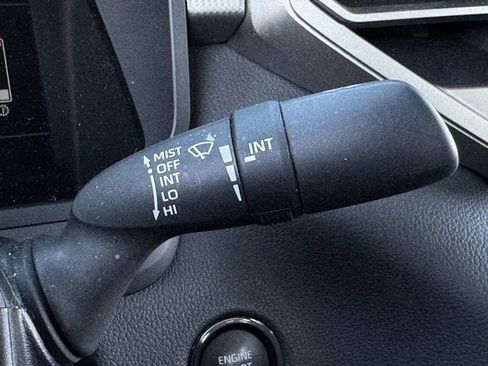 MIST
OFF
INT
LO
HI
INT
ENGINE